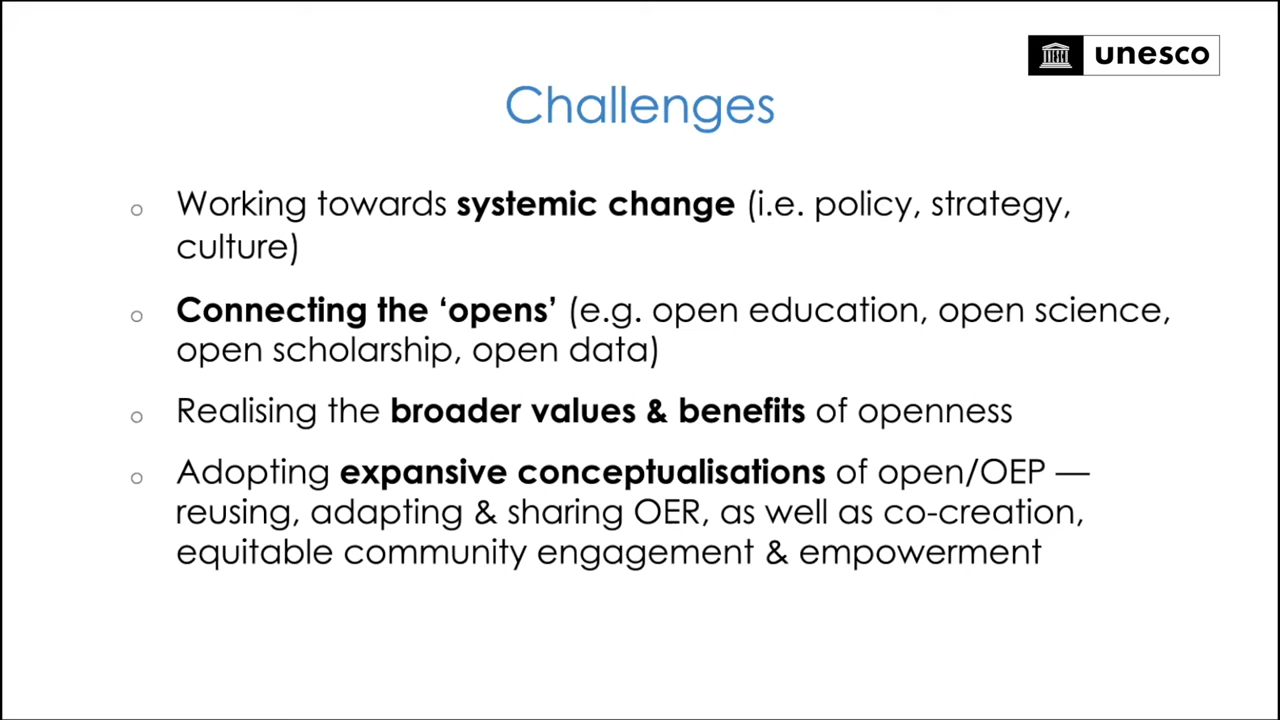 unesco
Challenges
Working towards systemic change (i.e. policy, strategy,
culture)
Connecting the ‘opens’ (e.g. open education, open science,
open scholarship, open data)
Realising the broader values & benefits of openness
Adopting expansive conceptualisations of open/OEP —
reusing, adapting & sharing OER, as well as co-creation,
equitable community engagement & empowerment